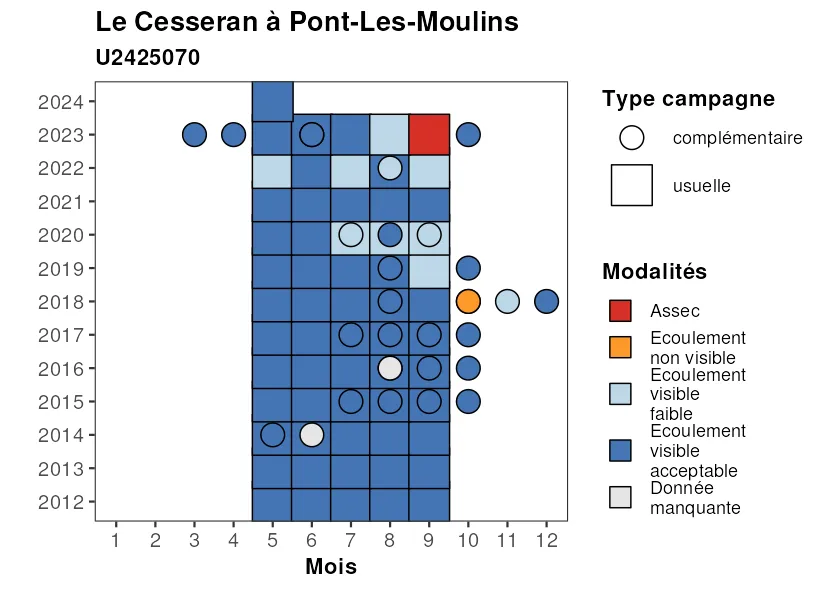 Le Cesseran à Pont-Les-Moulins
U2425070
2024
2023
2022
2021
2020
2019
2018
2017
2016
2015
2014
2013
2012
1 2 3 4 5 6 7 8 9 10 11 12
Mois
Type campagne
complémentaire
usuelle
Modalités
Assec
Ecoulement
non visible
Ecoulement
visible
faible
Ecoulement
visible
acceptable
Donnée
manquante